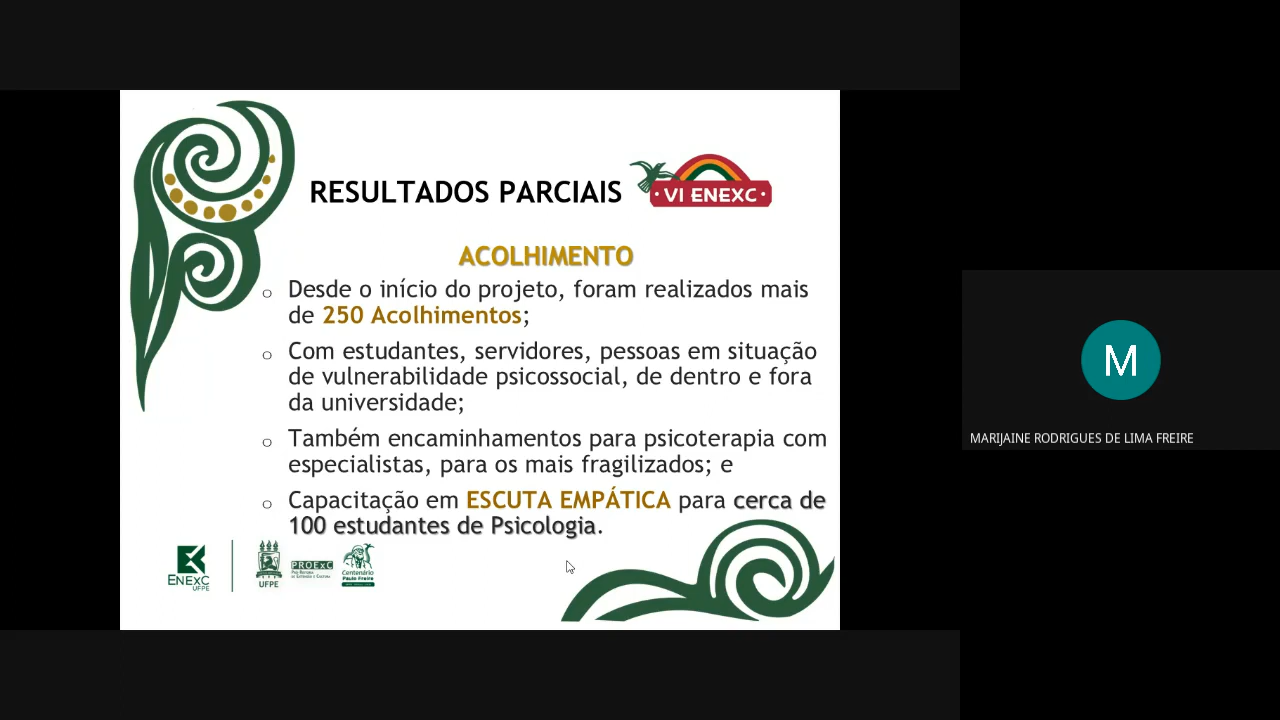 RESULTADOS PARCIAIS
· VI ENEXC ·
ACOLHIMENTO
○ Desde o início do projeto, foram realizados mais
de 250 Acolhimentos;
○ Com estudantes, servidores, pessoas em situação
de vulnerabilidade psicossocial, de dentro e fora
da universidade;
○ Também encaminhamentos para psicoterapia com
especialistas, para os mais fragilizados; e
○ Capacitação em ESCUTA EMPÁTICA para cerca de
100 estudantes de Psicologia.
ENEXC
UFPE
UFPE
PROExC
Centenário
Paulo Freire
M
MARIJAINE RODRIGUES DE LIMA FREIRE